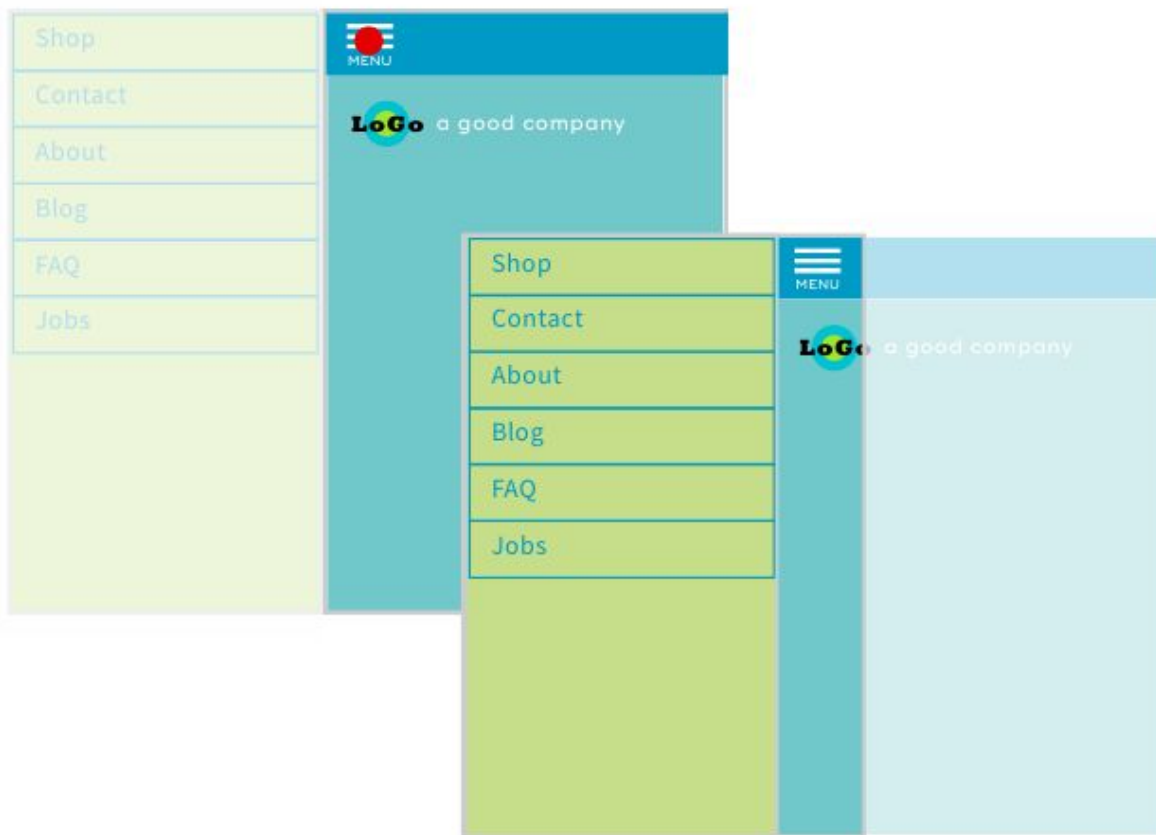 Shop
Contact
About
Blog
FAQ
Jobs
MENU
LoGo a good company
Shop
Contact
About
Blog
FAQ
Jobs
MENU
LoGo a good company